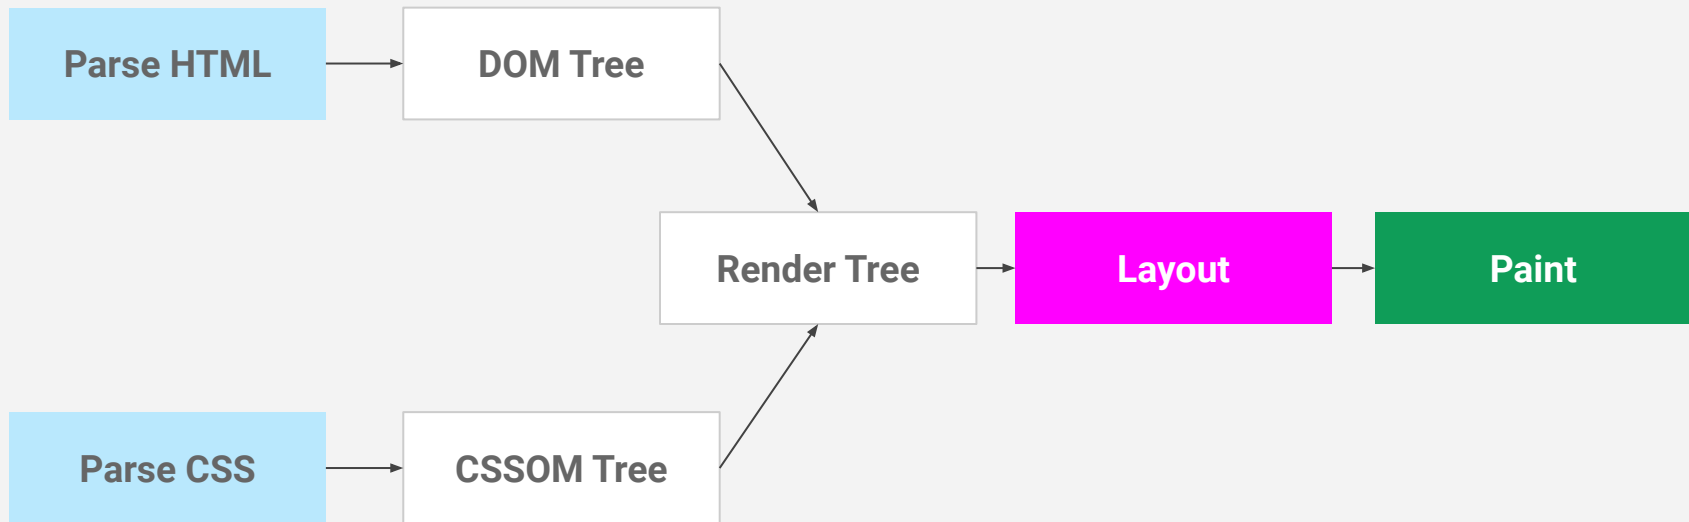 Parse HTML
DOM Tree
Render Tree
Layout
Paint
Parse CSS
CSSOM Tree